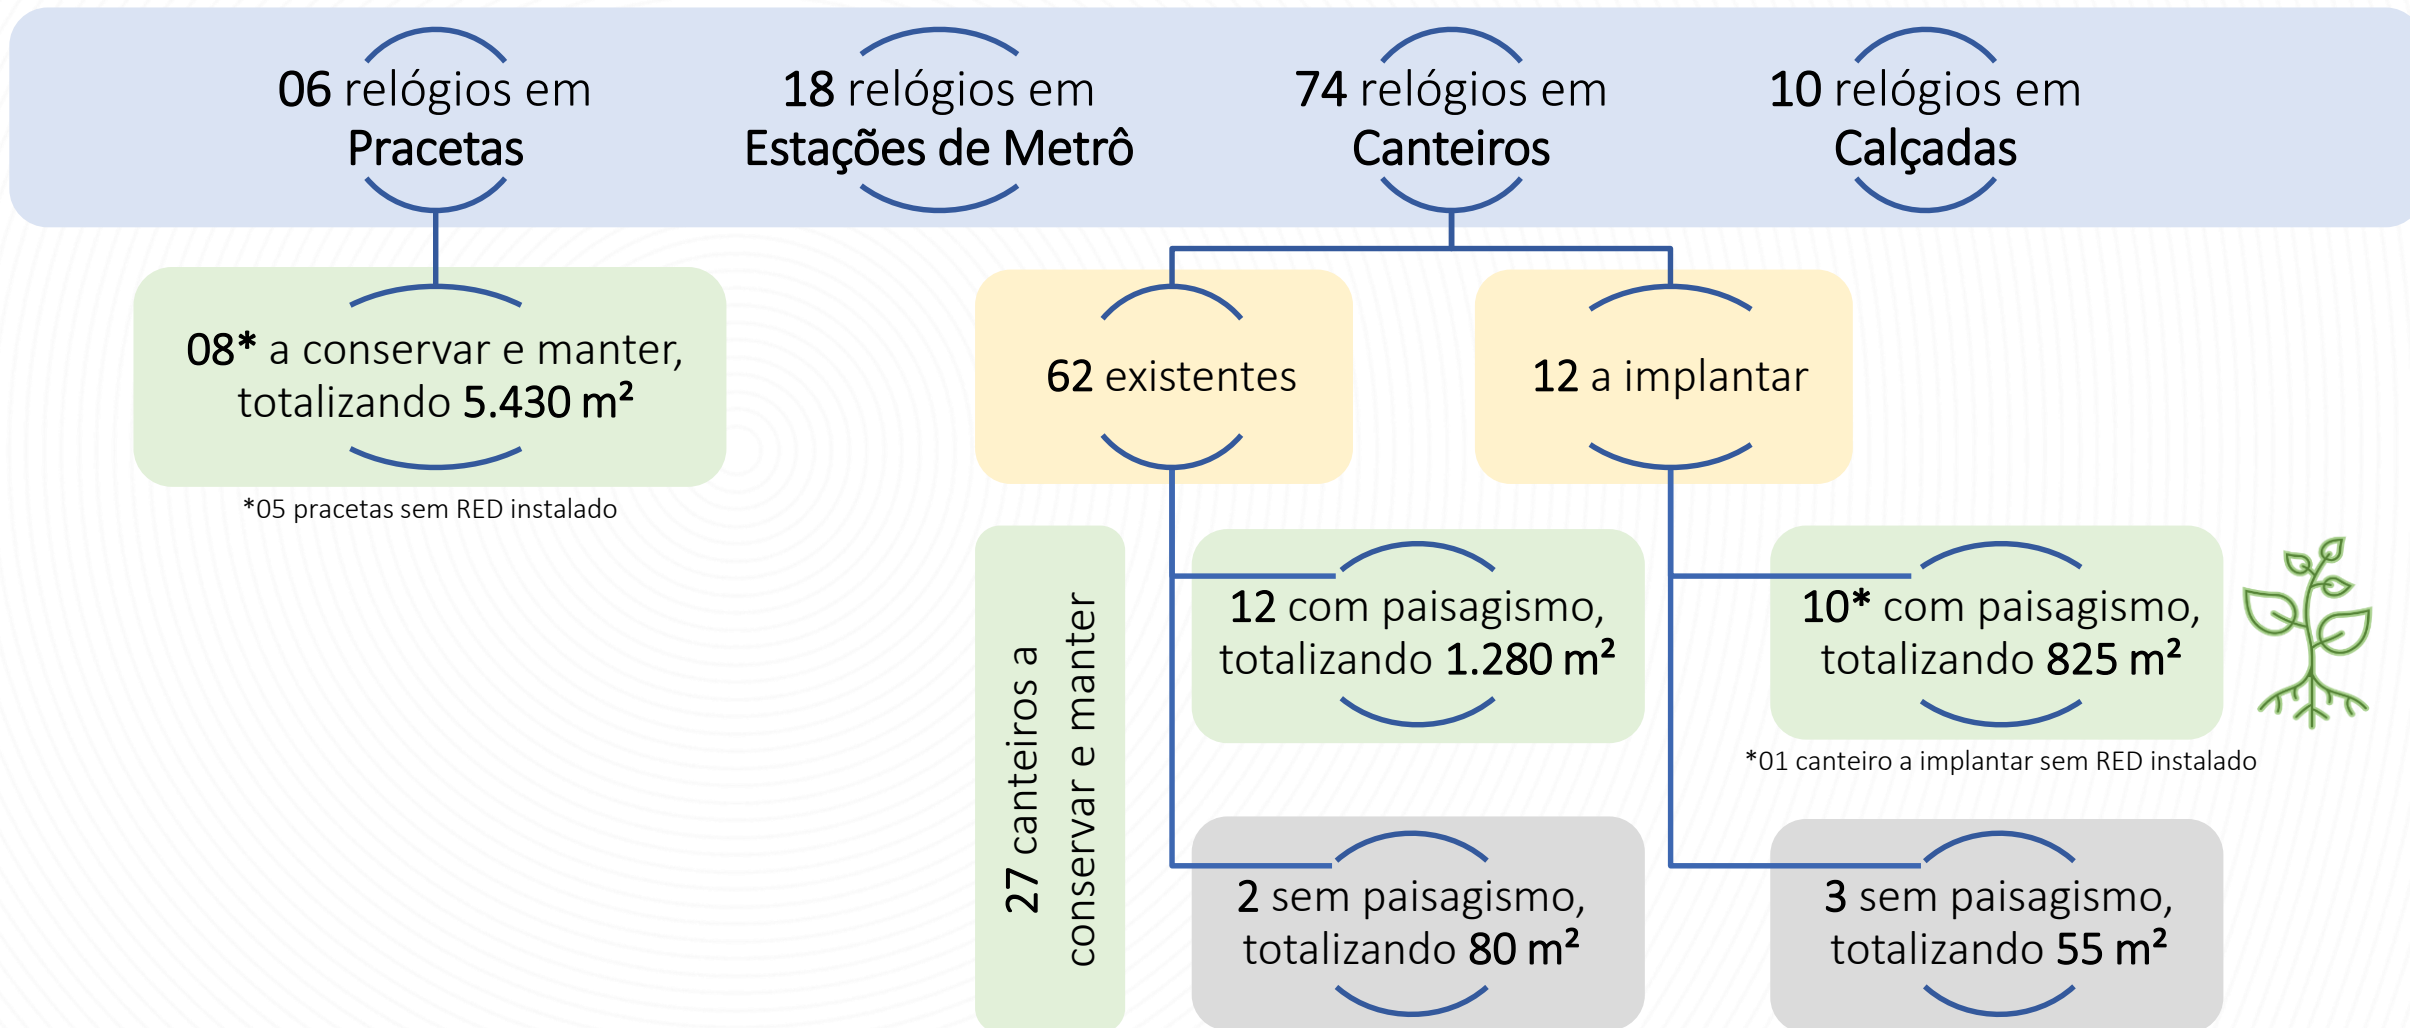 06 relógios em
Pracetas
18 relógios em
Estações de Metrô
74 relógios em
Canteiros
10 relógios em
Calçadas
08* a conservar e manter,
totalizando 5.430 m²
*05 pracetas sem RED instalado
62 existentes
12 a implantar
27 canteiros a
conservar e manter
12 com paisagismo,
totalizando 1.280 m²
10* com paisagismo,
totalizando 825 m²
*01 canteiro a implantar sem RED instalado
2 sem paisagismo,
totalizando 80 m²
3 sem paisagismo,
totalizando 55 m²